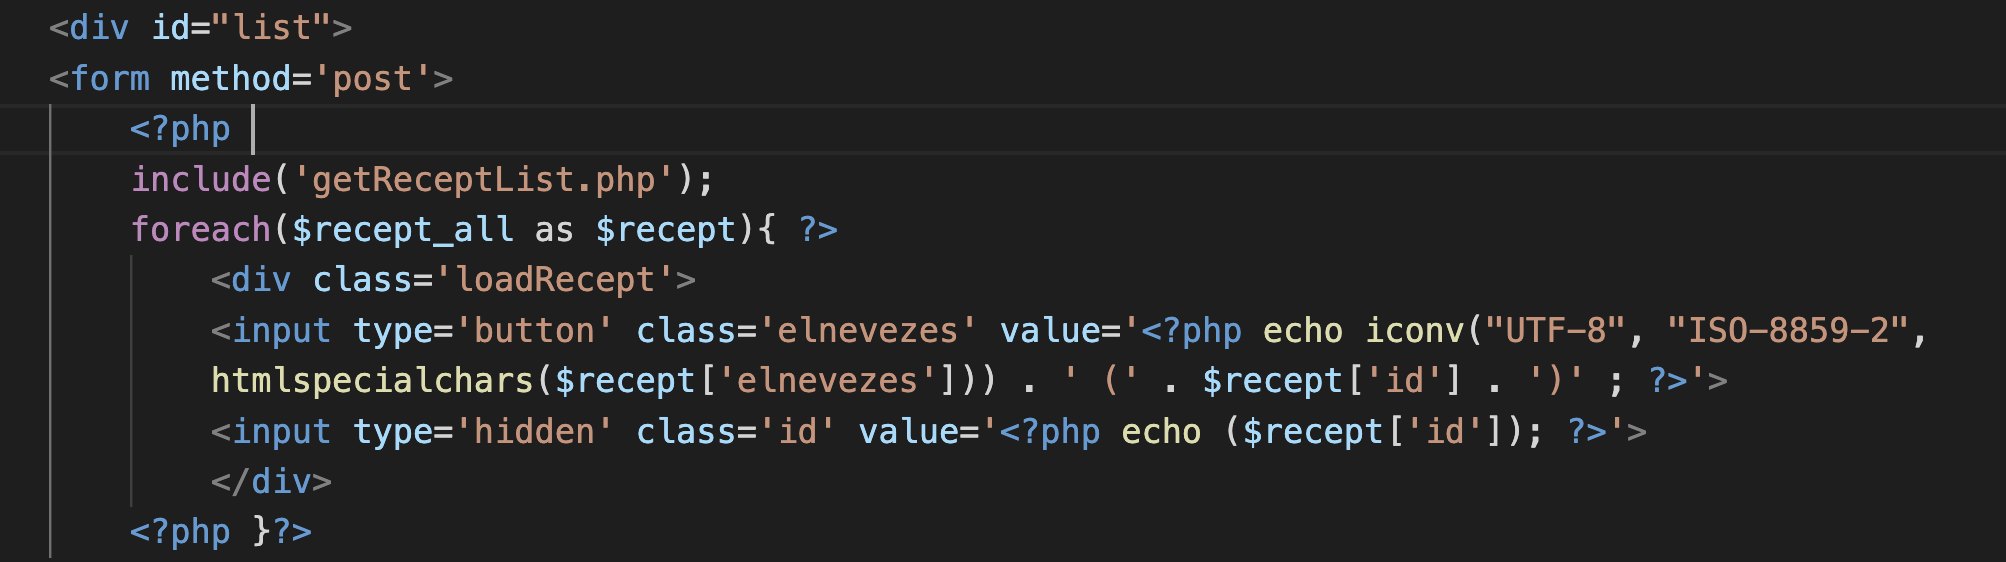 <div id="list">
<form method='post'>
<?php
include('getReceptList.php');
foreach($recept_all as $recept){ ?>
<div class='loadRecept'>
<input type='button' class='elnevezes' value='<?php echo iconv("UTF-8", "ISO-8859-2",
htmlspecialchars($recept['elnevezes'])) . ' (' . $recept['id'] . ')' ; ?>'>
<input type='hidden' class='id' value='<?php echo ($recept['id']); ?>'>
</div>
<?php }?>